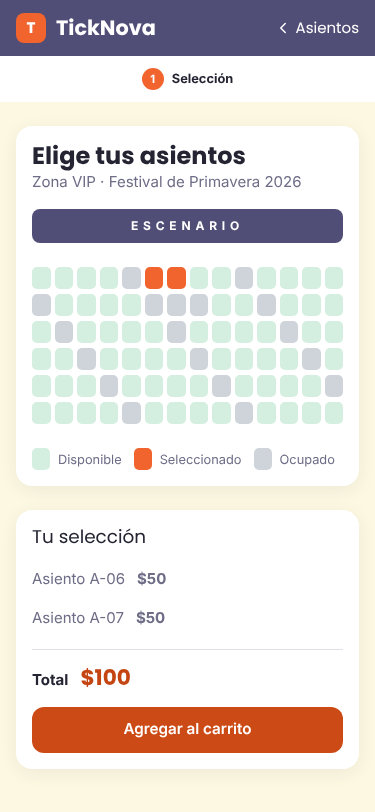 T TickNova
Asientos
1 Selección
Elige tus asientos
Zona VIP · Festival de Primavera 2026
ESCENARIO
Disponible Seleccionado Ocupado
Tu selección
Asiento A-06 $50
Asiento A-07 $50
Total $100
Agregar al carrito